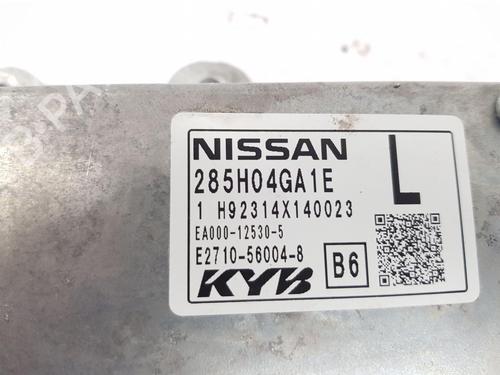 NISSAN
285H04GA1E
L
1 H92314X140023
EA000-12530-5
E2710-56004-8
B6
KYB